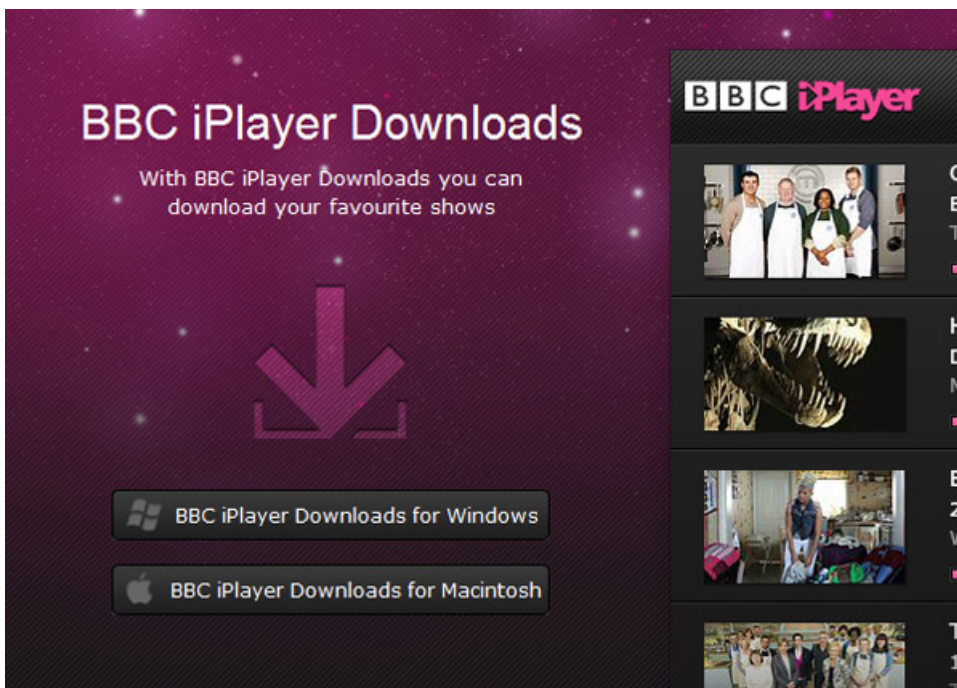 BBC iPlayer Downloads
With BBC iPlayer Downloads you can
download your favourite shows
BBC iPlayer Downloads for Windows
BBC iPlayer Downloads for Macintosh
BBC iPlayer